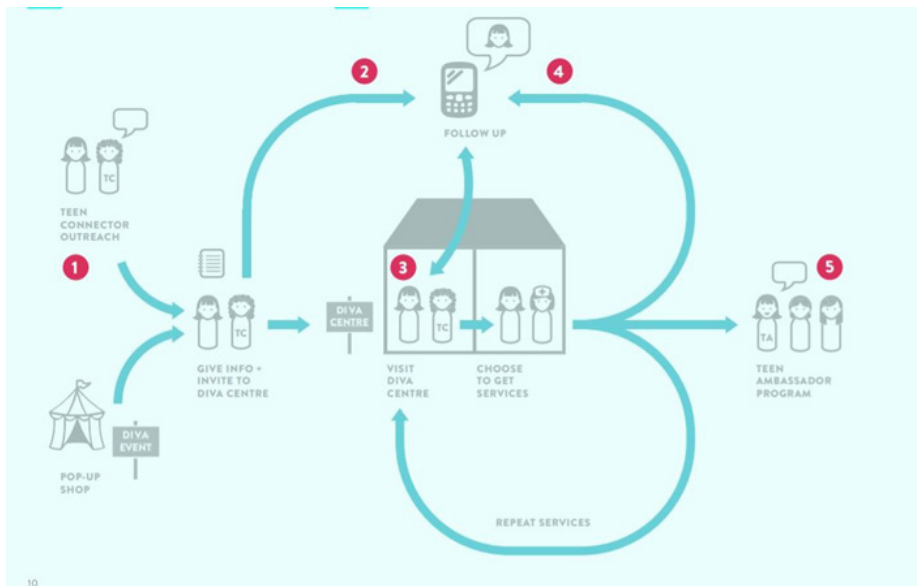 2
4
FOLLOW UP
TC
TEEN
CONNECTOR
OUTREACH
1
3
5
DIVA
CENTRE
TC
TC
TA
GIVE INFO +
INVITE TO
DIVA CENTRE
VISIT
DIVA
CENTRE
CHOOSE
TO GET
SERVICES
TEEN
AMBASSADOR
PROGRAM
DIVA
EVENT
POP-UP
SHOP
REPEAT SERVICES
10